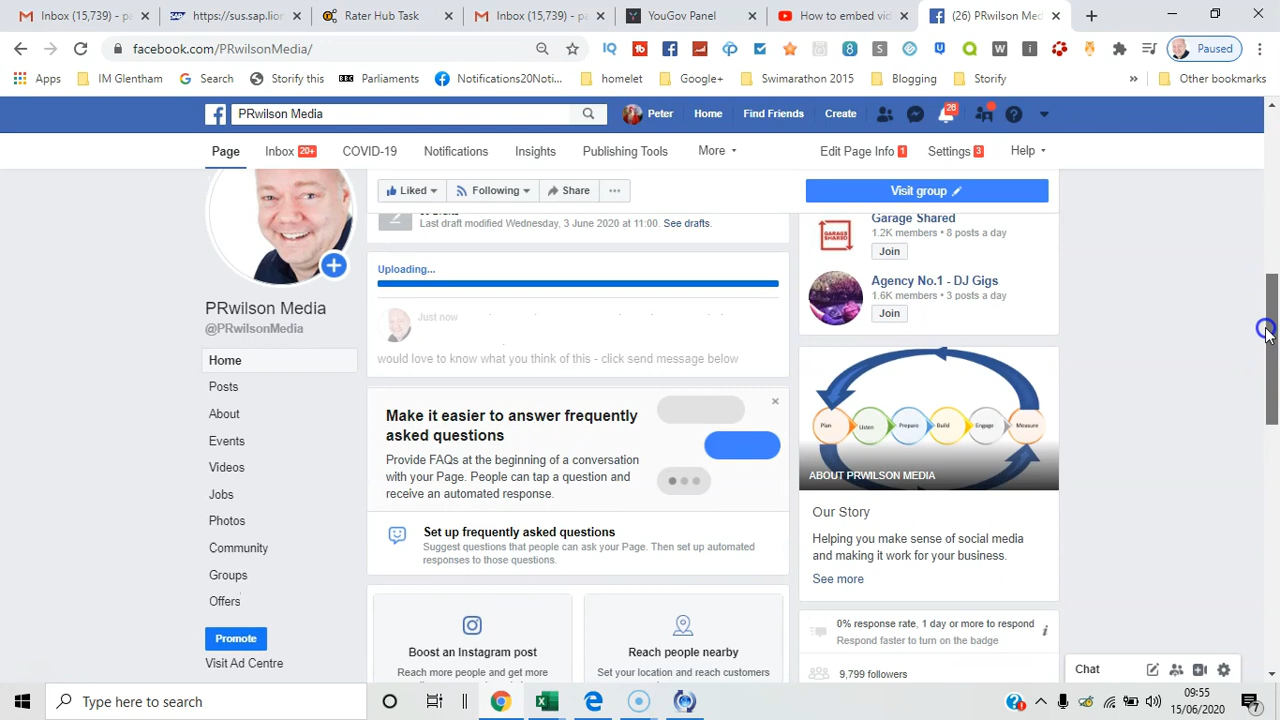 Inbox (15,739) - pa
https://jsus.sap.lion
Rater Hub Task
Inbox (15,739) - pa
YouGov Panel
How to embed vid
(26) PRwilson Med
facebook.com/PRwilsonMedia/
Paused
Apps
IM Glentham
Search
Storify this
Parliaments
Notifications20Noti...
homelet
Google+
Swimarathon 2015
Blogging
Storify
»
Other bookmarks
PRwilson Media
Peter
Home
Find Friends
Create
26
Page
Inbox 20+
COVID-19
Notifications
Insights
Publishing Tools
More
Edit Page Info 1
Settings 3
Help
Liked
Following
Share
...
Visit group
Last draft modified Wednesday, 3 June 2020 at 11:00. See drafts.
Uploading...
Just now
would love to know what you think of this - click send message below
PRwilson Media
@PRwilsonMedia
Home
Posts
About
Events
Videos
Jobs
Photos
Community
Groups
Offers
Promote
Visit Ad Centre
Make it easier to answer frequently
asked questions
Provide FAQs at the beginning of a conversation
with your Page. People can tap a question and
receive an automated response.
Set up frequently asked questions
Suggest questions that people can ask your Page. Then set up automated
responses to those questions.
Boost an Instagram post
Reach more people and get more
Reach people nearby
Set your location and reach customers
GARAGE
SHARED
Garage Shared
1.2K members • 8 posts a day
Join
Agency No.1 - DJ Gigs
1.6K members • 3 posts a day
Join
Plan
Listen
Prepare
Build
Engage
Measure
ABOUT PRWILSON MEDIA
Our Story
Helping you make sense of social media
and making it work for your business.
See more
0% response rate, 1 day or more to respond
Respond faster to turn on the badge
9,799 followers
Chat
Type here to search
09:55
15/06/2020
7